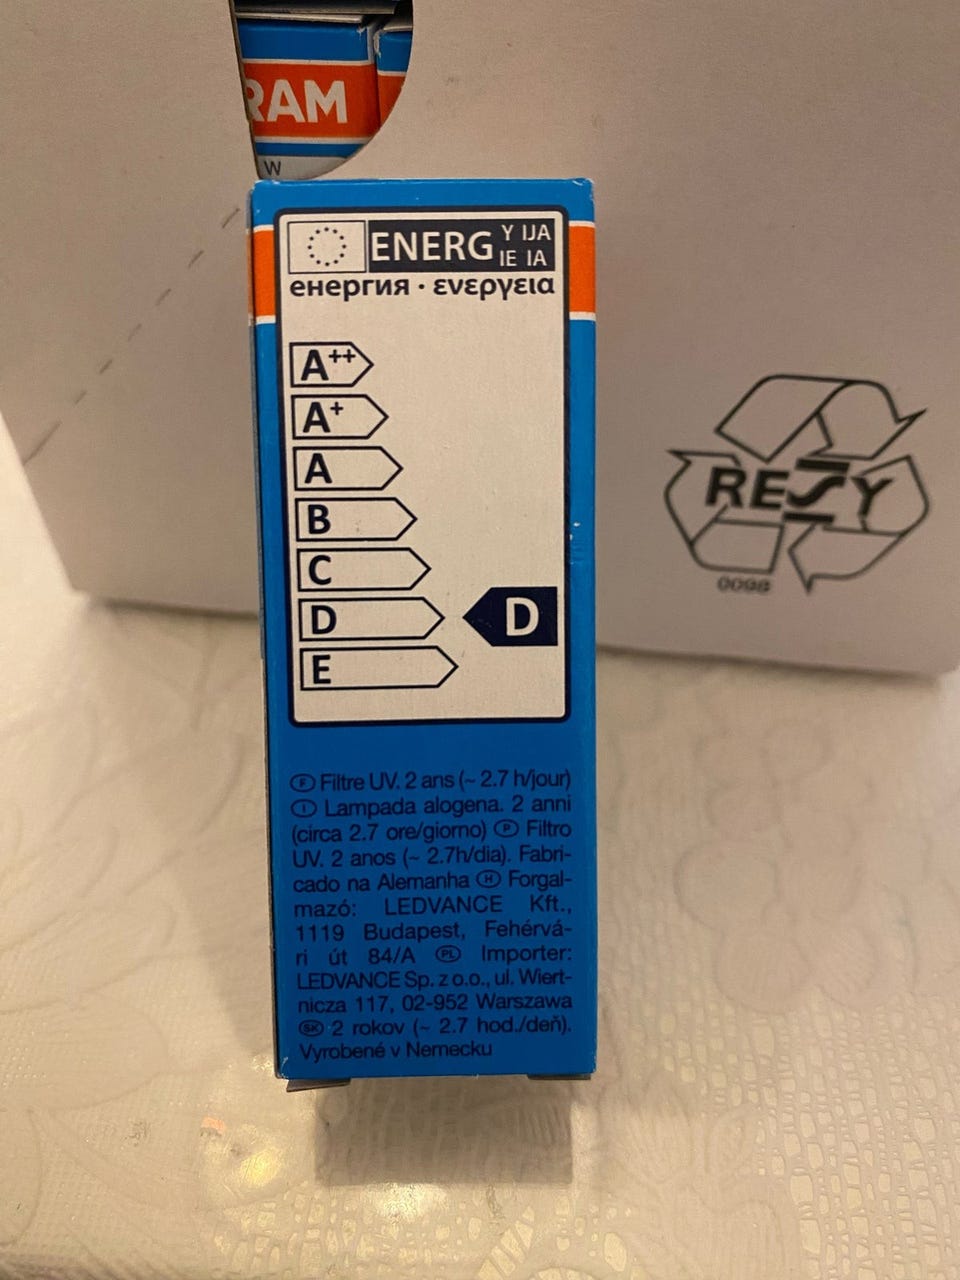 RAM
W
ENERG Y IJA
IE IA
енергия · ενεργεια
A++
A+
A
B
C
D
D
E
F Filtre UV. 2 ans (~ 2.7 h/jour)
I Lampada alogena. 2 anni
(circa 2.7 ore/giorno) P Filtro
UV. 2 anos (~ 2.7h/dia). Fabri-
cado na Alemanha H Forgal-
mazó: LEDVANCE Kft.,
1119 Budapest, Fehérvá-
ri út 84/A PL Importer:
LEDVANCE Sp. z o.o., ul. Wiert-
nicza 117, 02-952 Warszawa
SK 2 rokov (~ 2.7 hod./deň).
Vyrobené v Nemecku
RESY
0098